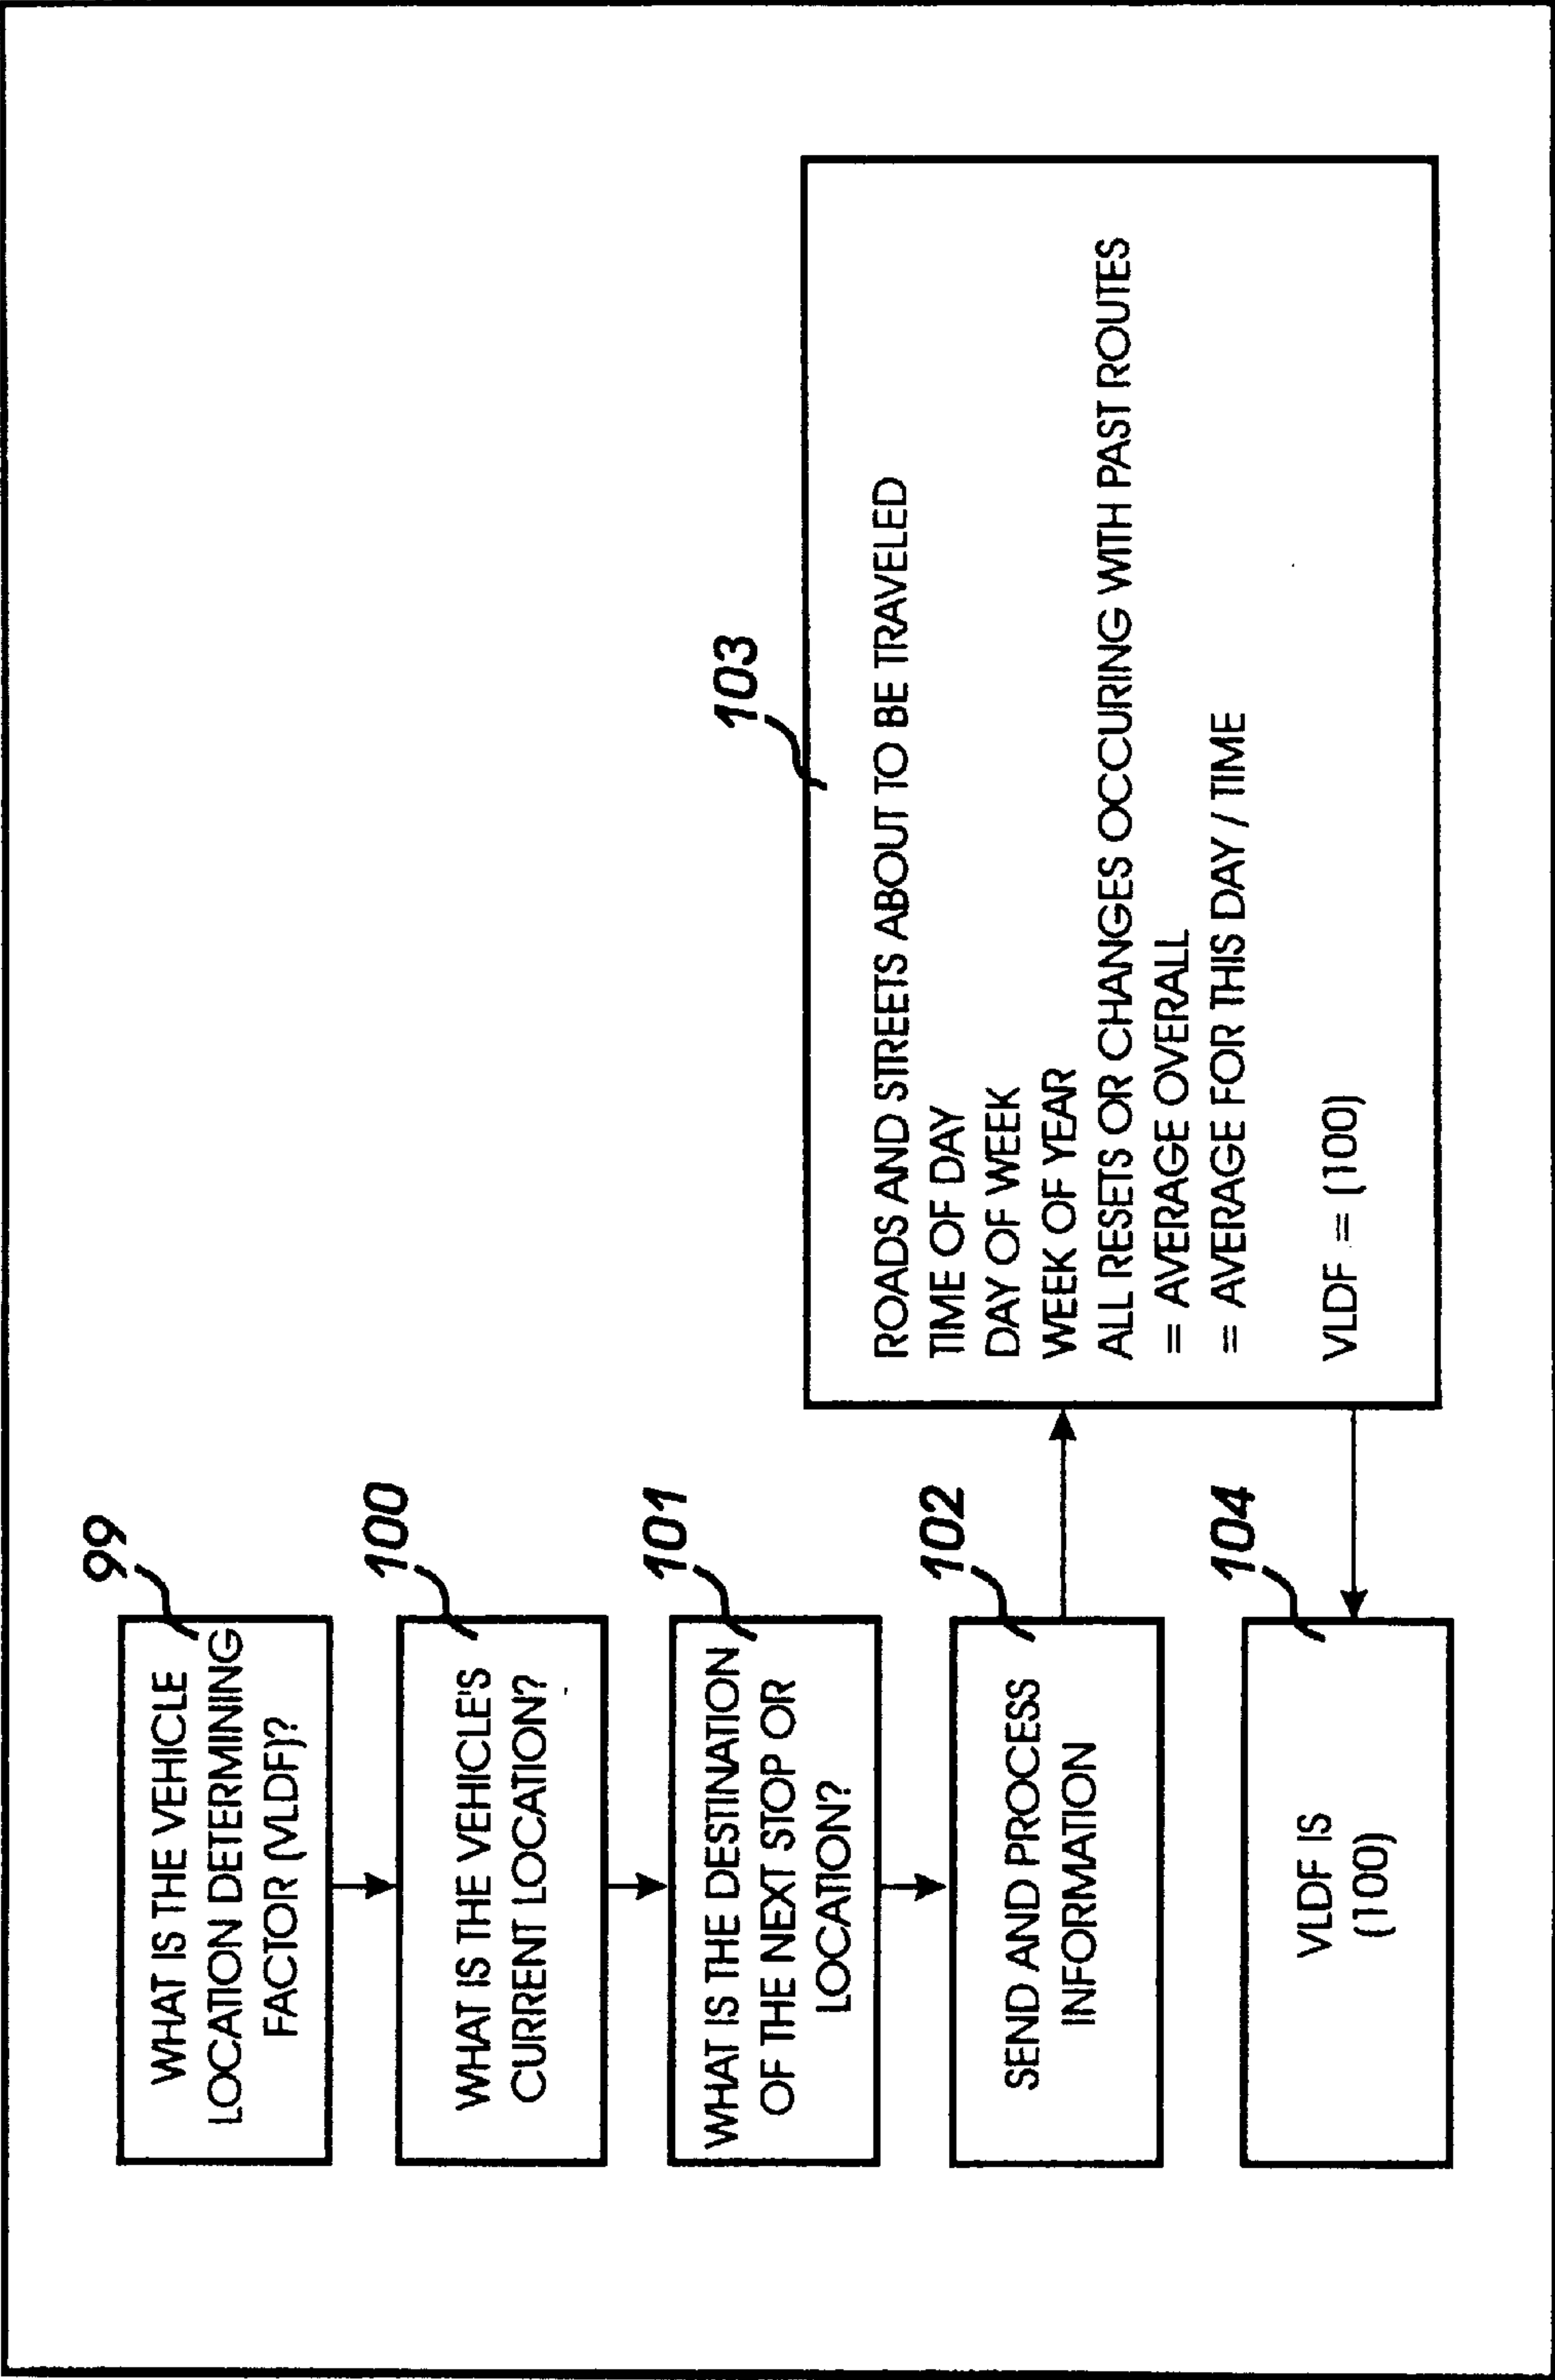 99
WHAT IS THE VEHICLE
LOCATION DETERMINING
FACTOR (VLDF)?
100
WHAT IS THE VEHICLE'S
CURRENT LOCATION?
101
WHAT IS THE DESTINATION
OF THE NEXT STOP OR
LOCATION?
102
SEND AND PROCESS
INFORMATION
103
ROADS AND STREETS ABOUT TO BE TRAVELED
TIME OF DAY
DAY OF WEEK
WEEK OF YEAR
ALL RESETS OR CHANGES OCCURING WITH PAST ROUTES
= AVERAGE OVERALL
= AVERAGE FOR THIS DAY / TIME
VLDF = (100)
104
VLDF IS
(100)